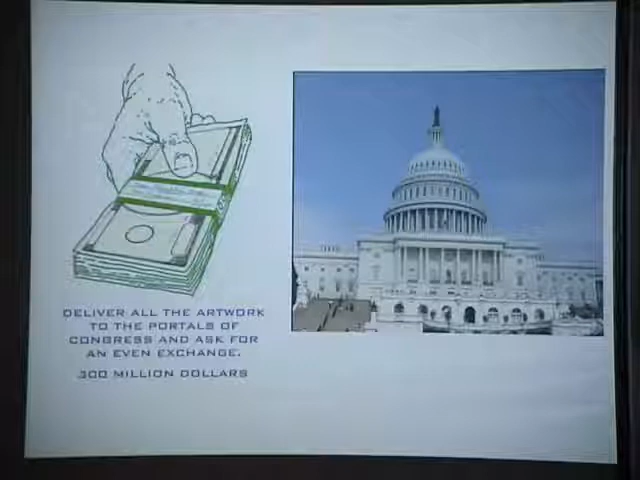 DELIVER ALL THE ARTWORK
TO THE PORTALS OF
CONGRESS AND ASK FOR
AN EVEN EXCHANGE.
300 MILLION DOLLARS